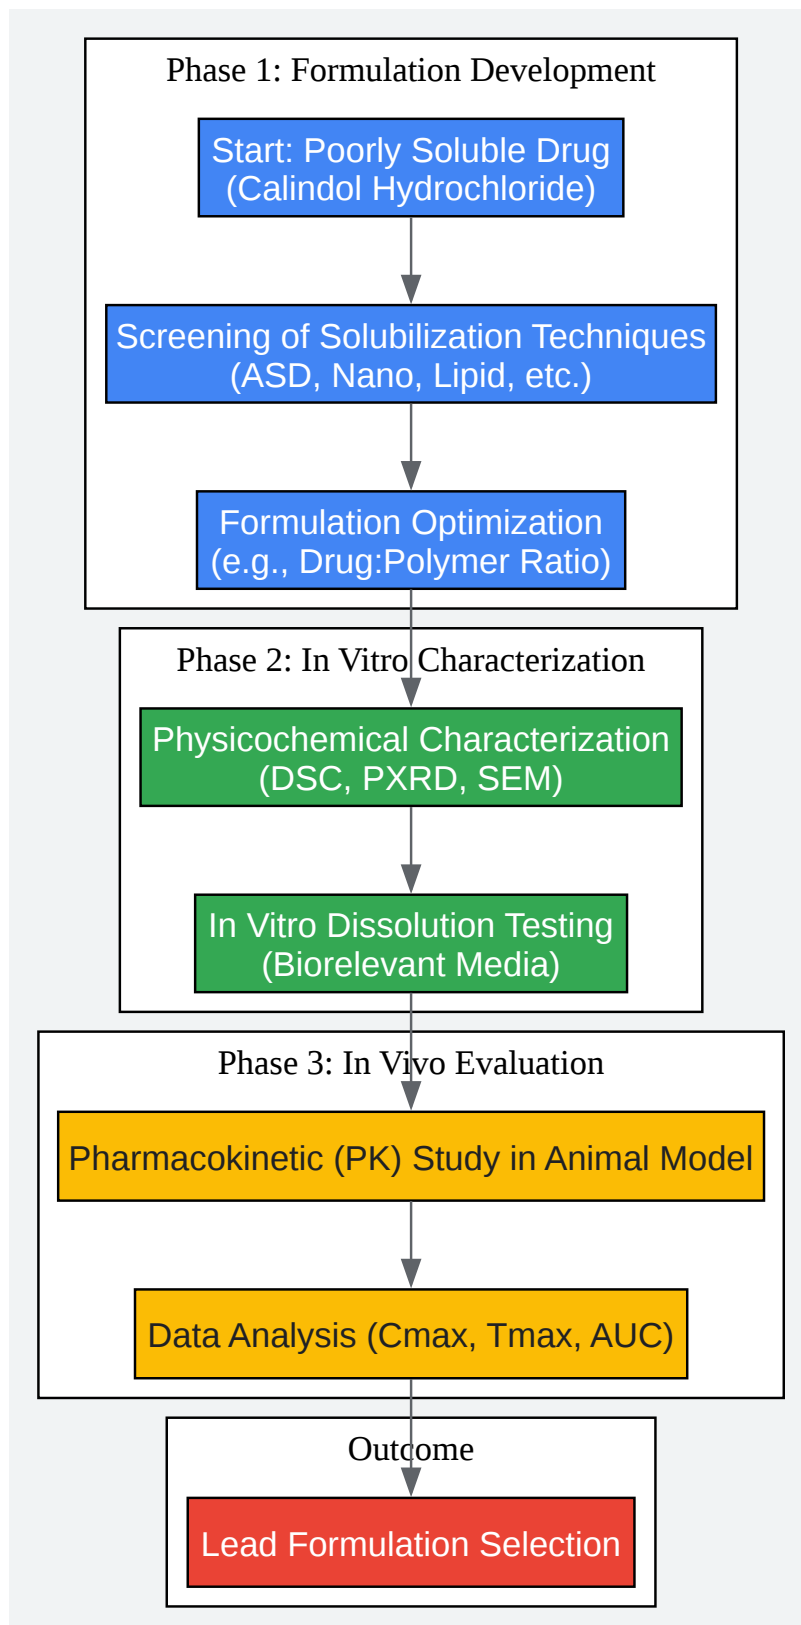 Phase 1: Formulation Development
Start: Poorly Soluble Drug
(Calindol Hydrochloride)
Screening of Solubilization Techniques
(ASD, Nano, Lipid, etc.)
Formulation Optimization
(e.g., Drug:Polymer Ratio)
Phase 2: In Vitro Characterization
Physicochemical Characterization
(DSC, PXRD, SEM)
In Vitro Dissolution Testing
(Biorelevant Media)
Phase 3: In Vivo Evaluation
Pharmacokinetic (PK) Study in Animal Model
Data Analysis (Cmax, Tmax, AUC)
Outcome
Lead Formulation Selection